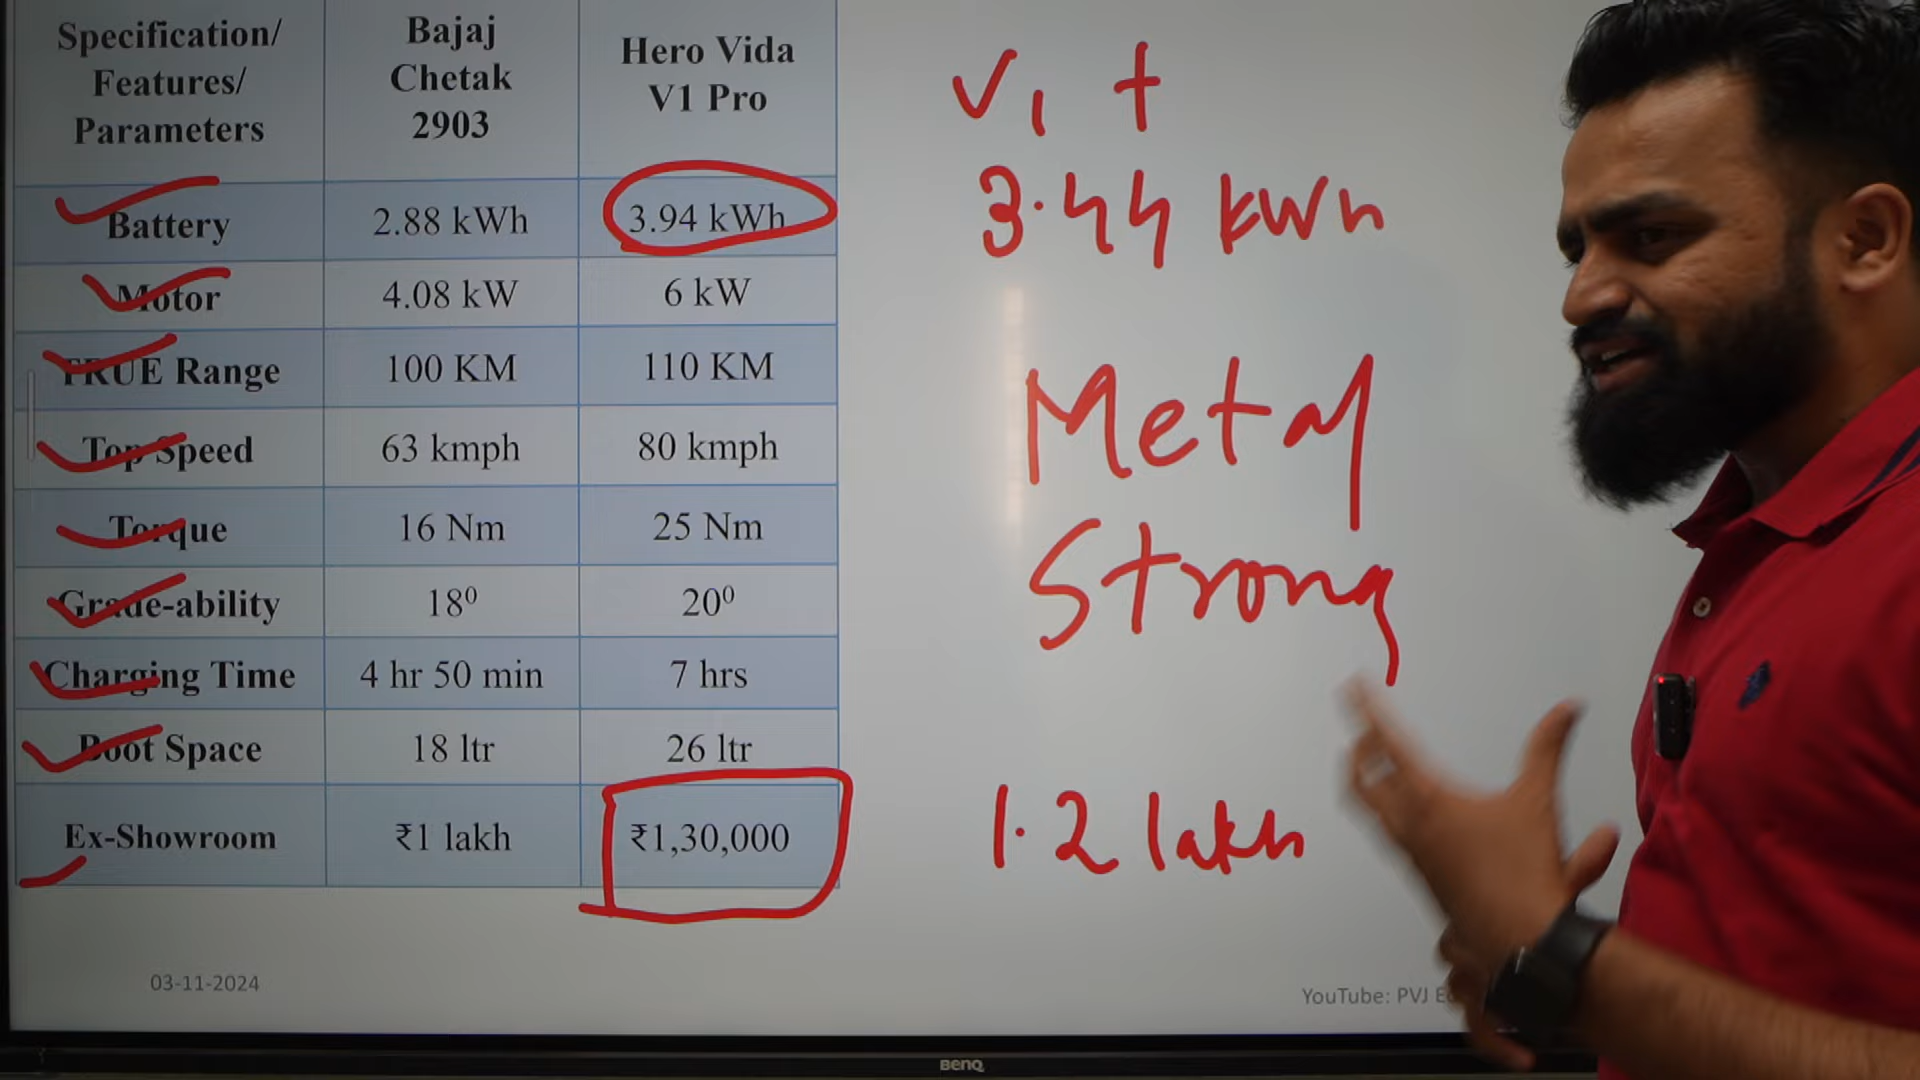 Specification/
Features/
Parameters
Bajaj
Chetak
2903
Hero Vida
V1 Pro
Battery
2.88 kWh
3.94 kWh
Motor
4.08 kW
6 kW
TRUE Range
100 KM
110 KM
Top Speed
63 kmph
80 kmph
Torque
16 Nm
25 Nm
Grade-ability
18⁰
20⁰
Charging Time
4 hr 50 min
7 hrs
Boot Space
18 ltr
26 ltr
Ex-Showroom
₹1 lakh
₹1,30,000
V1 +
3.44 kWh
Metal
Strong
1.2 lakh
03-11-2024
YouTube: PVJ
BenQ